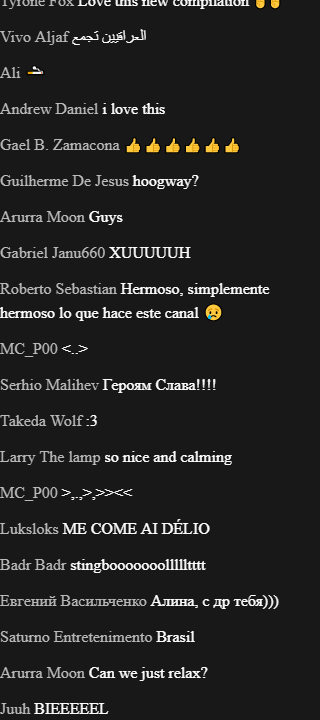 Tyrone Fox Love this new compilation ✋✋
Vivo Aljaf العراقيين تجمع
Ali 🚬
Andrew Daniel i love this
Gael B. Zamacona 👍👍👍👍👍👍
Guilherme De Jesus hoogway?
Arurra Moon Guys
Gabriel Janu660 XUUUUUH
Roberto Sebastian Hermoso, simplemente
hermoso lo que hace este canal 😥
MC_P00 <..>
Serhio Malihev Героям Слава!!!!
Takeda Wolf :3
Larry The lamp so nice and calming
MC_P00 >,..,>,>><<
Luksloks ME COME AI DÉLIO
Badr Badr stingbooooooolllllltttt
Евгений Васильченко Алина, с др тебя)))
Saturno Entretenimento Brasil
Arurra Moon Can we just relax?
Juuh BIEEEEEL